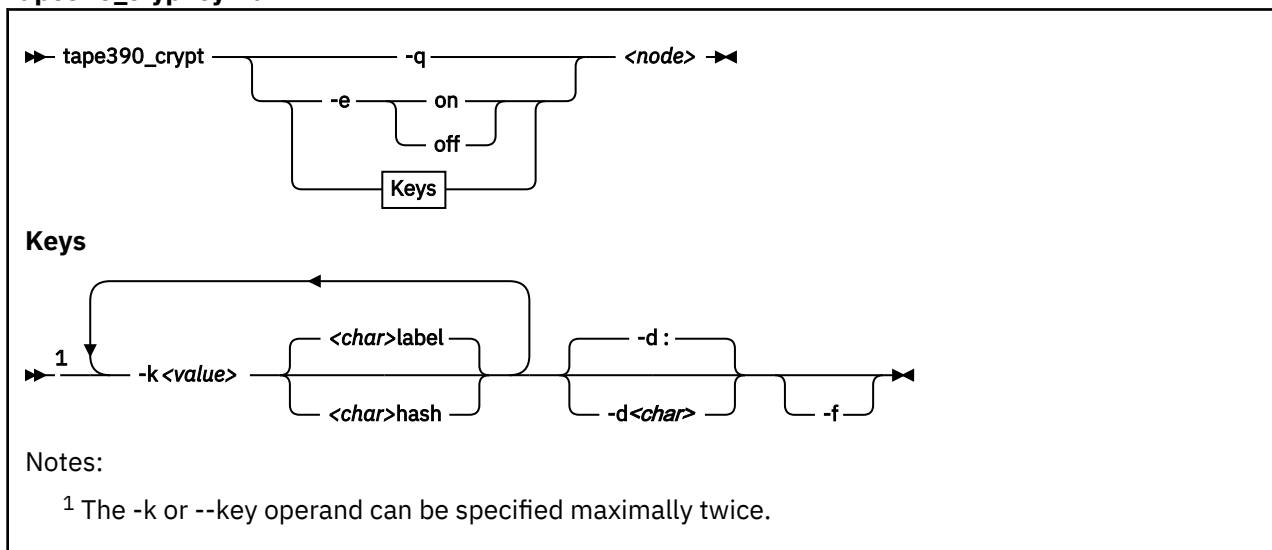 tape390_crypt -q <node>
-e on
off
Keys
Keys
<char>label -d :
1 -k <value>
<char>hash -d<char> -f
Notes:
1 The -k or --key operand can be specified maximally twice.